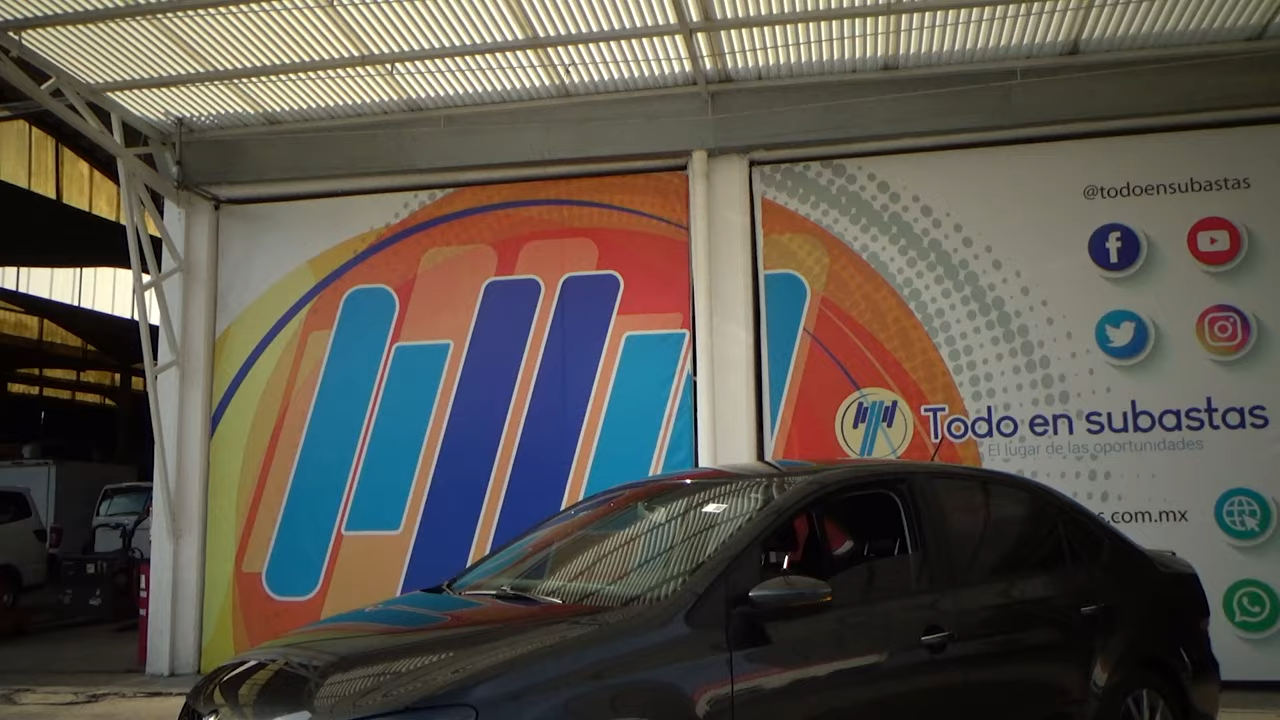 @todoensubastas
Todo en subastas
El lugar de las oportunidades
s.com.mx